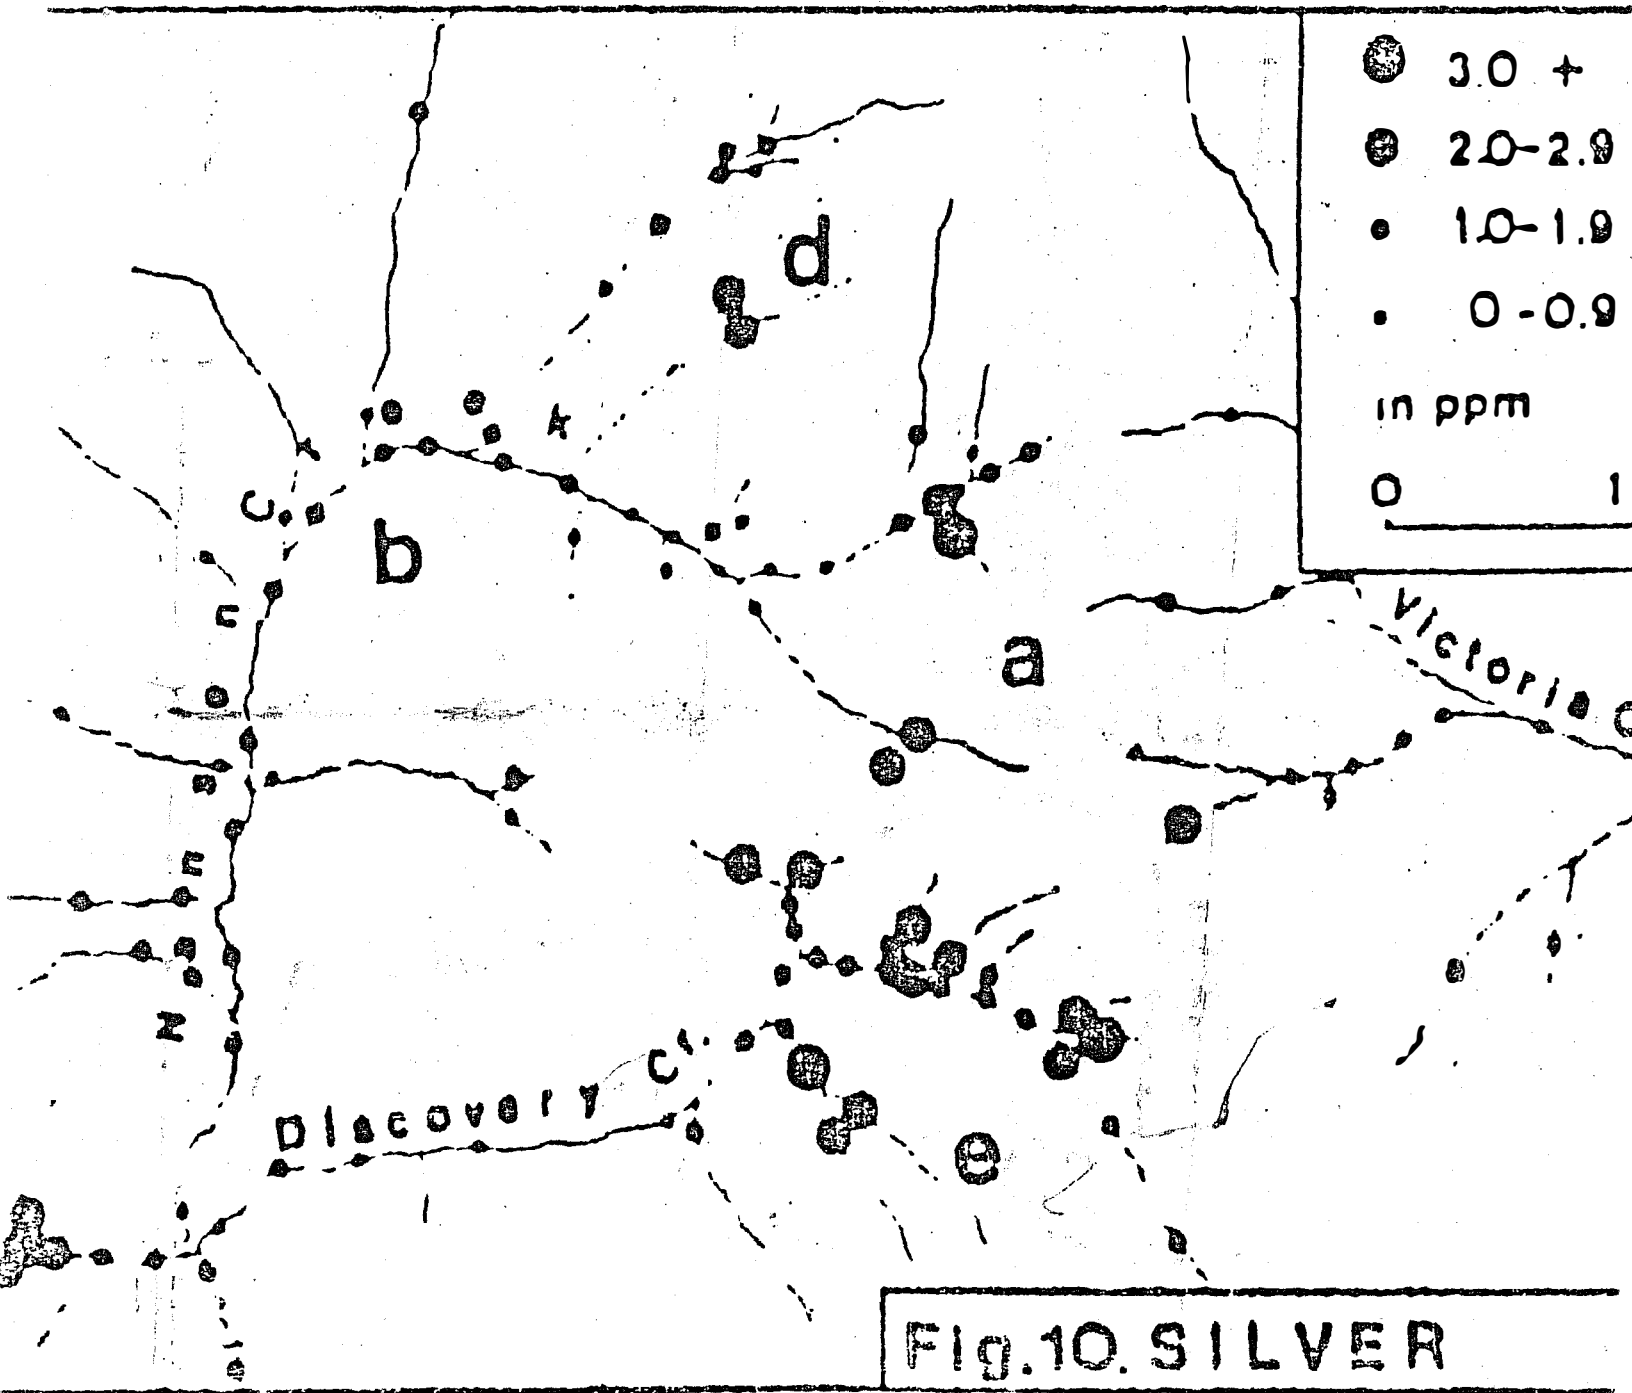 3.0 +
2.0-2.9
1.0-1.9
0-0.9
in ppm
0 1
d
b
a
Victoria C
Discovery C
e
Fig.10. SILVER